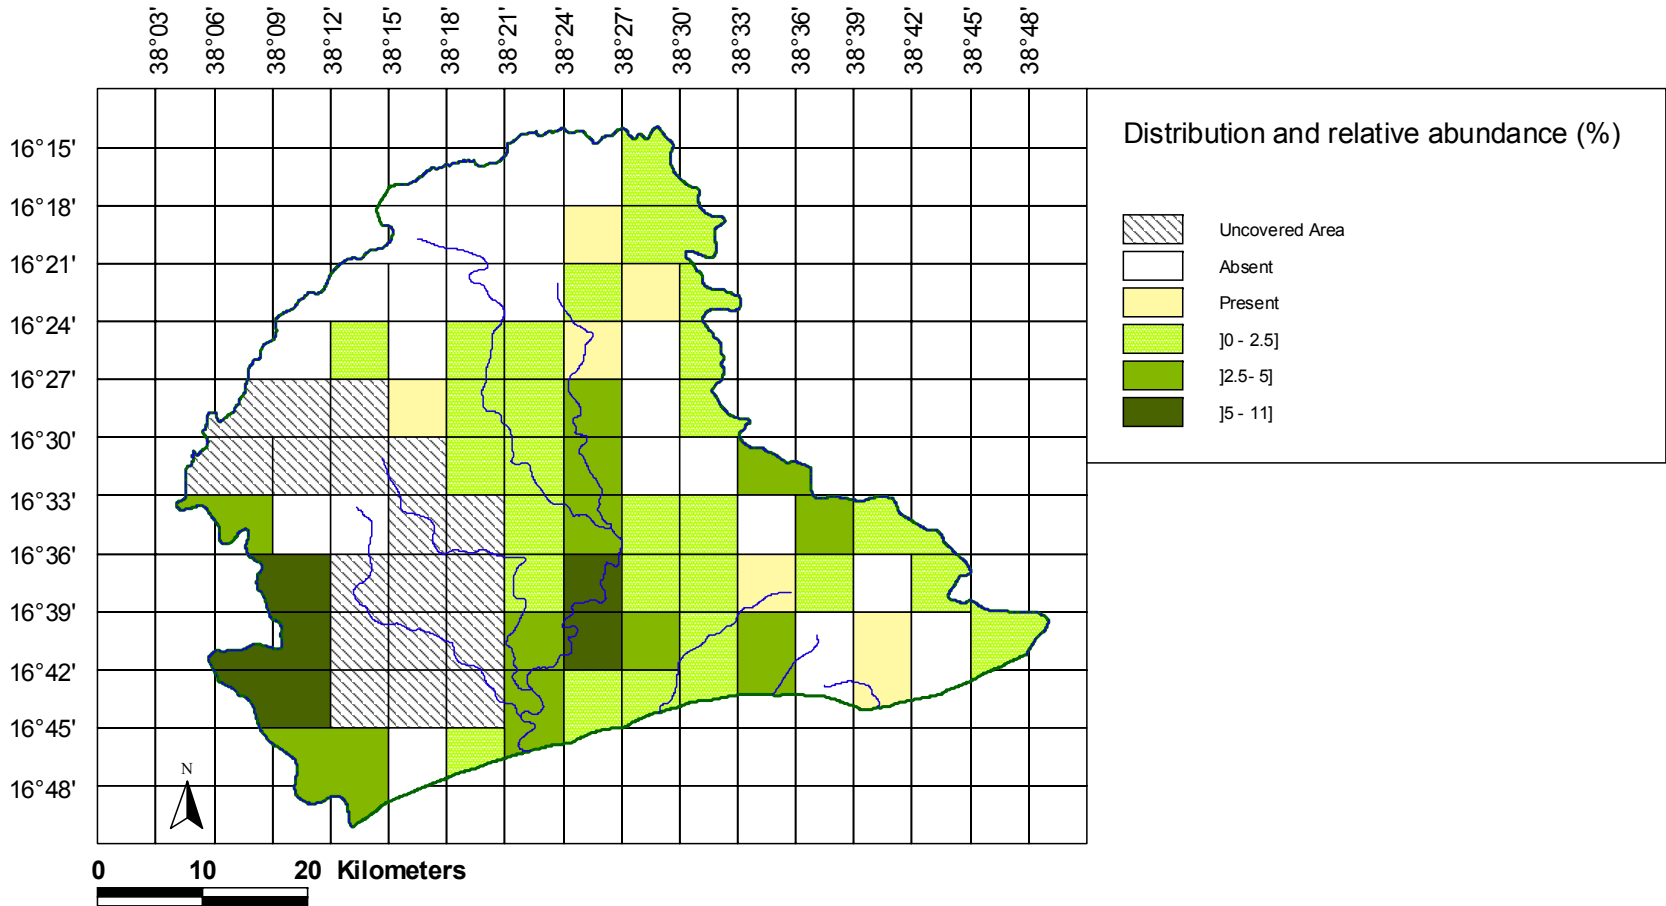 38°03' 38°06' 38°09' 38°12' 38°15' 38°18' 38°21' 38°24' 38°27' 38°30' 38°33' 38°36' 38°39' 38°42' 38°45' 38°48'
Distribution and relative abundance (%)
16°15'
16°18'
16°21'
16°24'
16°27'
16°30'
16°33'
16°36'
16°39'
16°42'
16°45'
16°48'
Uncovered Area
Absent
Present
]0 - 2.5]
]2.5- 5]
]5 - 11]
N
0 10 20 Kilometers